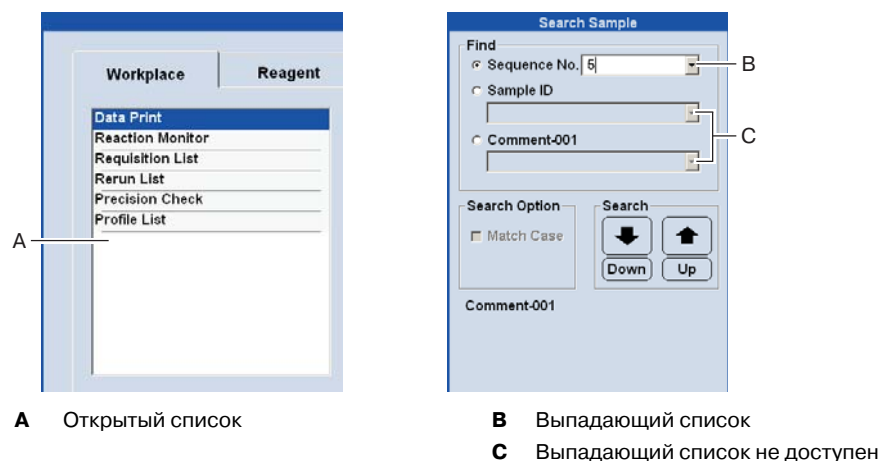 Workplace
Reagent
Data Print
Reaction Monitor
Requisition List
Rerun List
Precision Check
Profile List
A
Search Sample
Find
Sequence No. 5
B
Sample ID
C
Comment-001
Search Option
Search
Match Case
Down
Up
Comment-001
A Открытый список
B Выпадающий список
C Выпадающий список не доступен